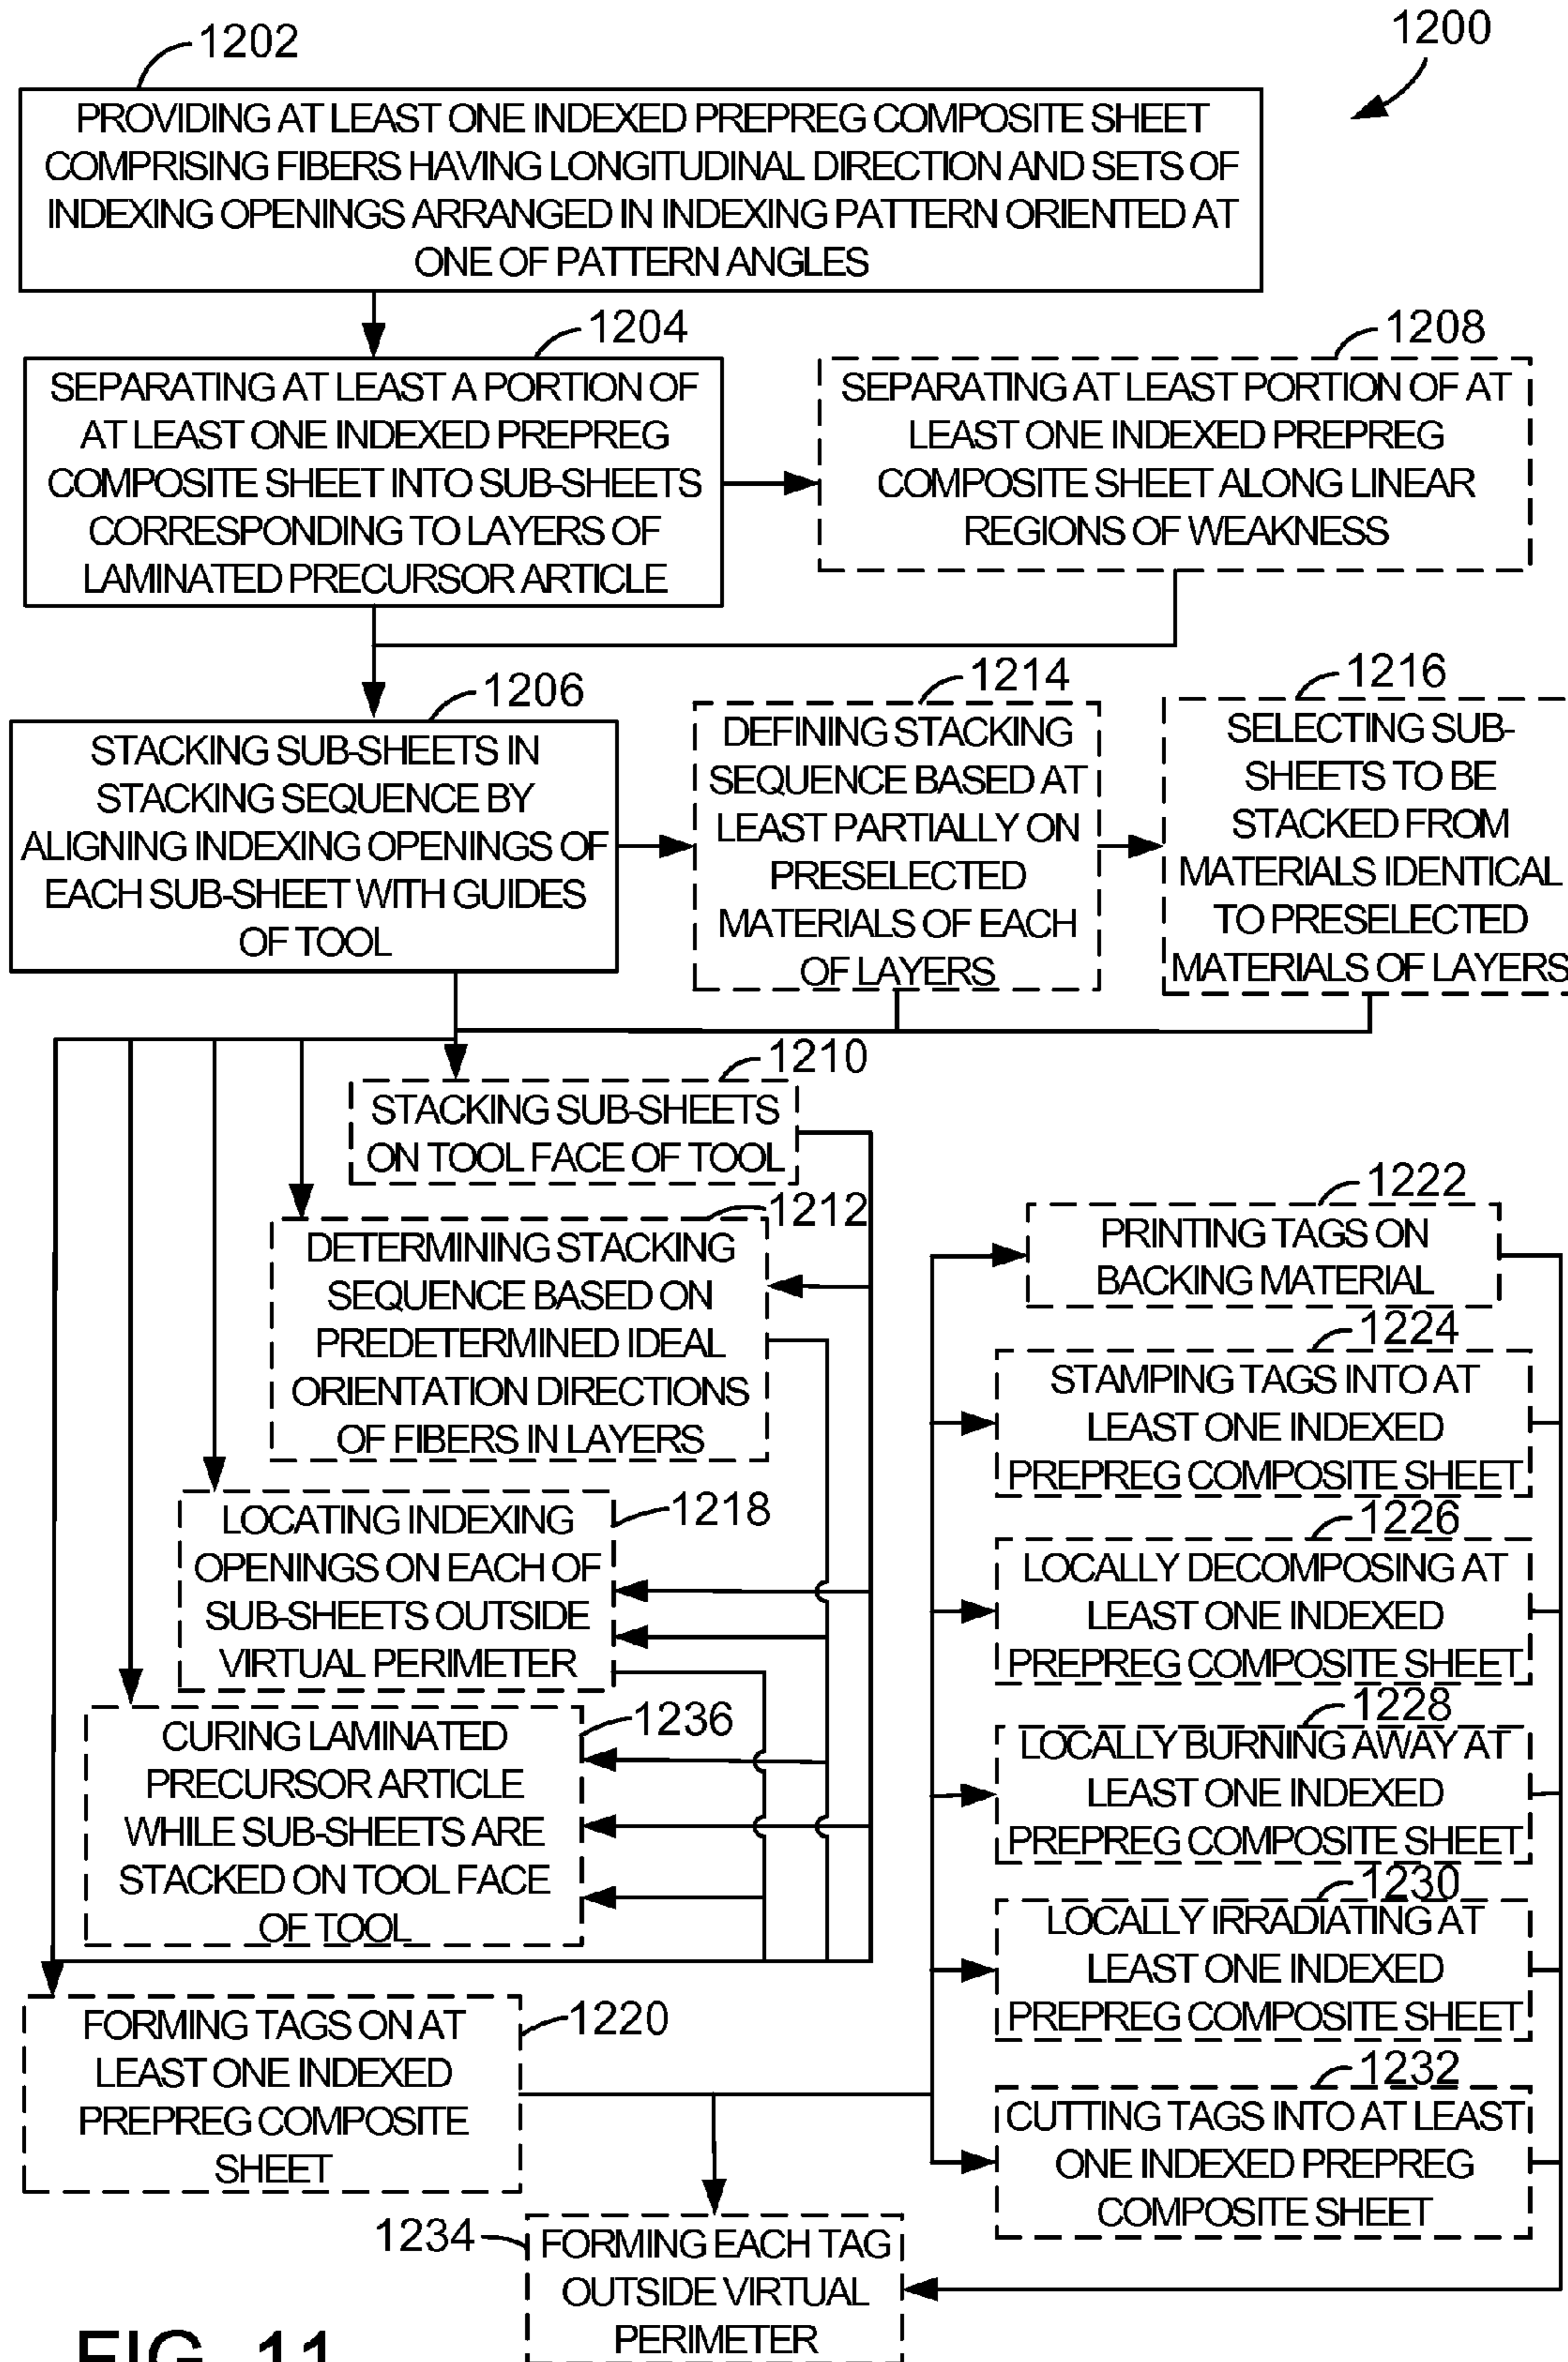 1200
1202
PROVIDING AT LEAST ONE INDEXED PREPREG COMPOSITE SHEET
COMPRISING FIBERS HAVING LONGITUDINAL DIRECTION AND SETS OF
INDEXING OPENINGS ARRANGED IN INDEXING PATTERN ORIENTED AT
ONE OF PATTERN ANGLES
1204
SEPARATING AT LEAST A PORTION OF
AT LEAST ONE INDEXED PREPREG
COMPOSITE SHEET INTO SUB-SHEETS
CORRESPONDING TO LAYERS OF
LAMINATED PRECURSOR ARTICLE
1208
SEPARATING AT LEAST PORTION OF AT
LEAST ONE INDEXED PREPREG
COMPOSITE SHEET ALONG LINEAR
REGIONS OF WEAKNESS
1206
STACKING SUB-SHEETS IN
STACKING SEQUENCE BY
ALIGNING INDEXING OPENINGS OF
EACH SUB-SHEET WITH GUIDES
OF TOOL
1214
DEFINING STACKING
SEQUENCE BASED AT
LEAST PARTIALLY ON
PRESELECTED
MATERIALS OF EACH
OF LAYERS
1216
SELECTING SUB-
SHEETS TO BE
STACKED FROM
MATERIALS IDENTICAL
TO PRESELECTED
MATERIALS OF LAYERS
1210
STACKING SUB-SHEETS
ON TOOL FACE OF TOOL
1212
DETERMINING STACKING
SEQUENCE BASED ON
PREDETERMINED IDEAL
ORIENTATION DIRECTIONS
OF FIBERS IN LAYERS
1218
LOCATING INDEXING
OPENINGS ON EACH OF
SUB-SHEETS OUTSIDE
VIRTUAL PERIMETER
1236
CURING LAMINATED
PRECURSOR ARTICLE
WHILE SUB-SHEETS ARE
STACKED ON TOOL FACE
OF TOOL
1220
FORMING TAGS ON AT
LEAST ONE INDEXED
PREPREG COMPOSITE
SHEET
1222
PRINTING TAGS ON
BACKING MATERIAL
1224
STAMPING TAGS INTO AT
LEAST ONE INDEXED
PREPREG COMPOSITE SHEET
1226
LOCALLY DECOMPOSING AT
LEAST ONE INDEXED
PREPREG COMPOSITE SHEET
1228
LOCALLY BURNING AWAY AT
LEAST ONE INDEXED
PREPREG COMPOSITE SHEET
1230
LOCALLY IRRADIATING AT
LEAST ONE INDEXED
PREPREG COMPOSITE SHEET
1232
CUTTING TAGS INTO AT LEAST
ONE INDEXED PREPREG
COMPOSITE SHEET
1234
FORMING EACH TAG
OUTSIDE VIRTUAL
PERIMETER
FIG. 11